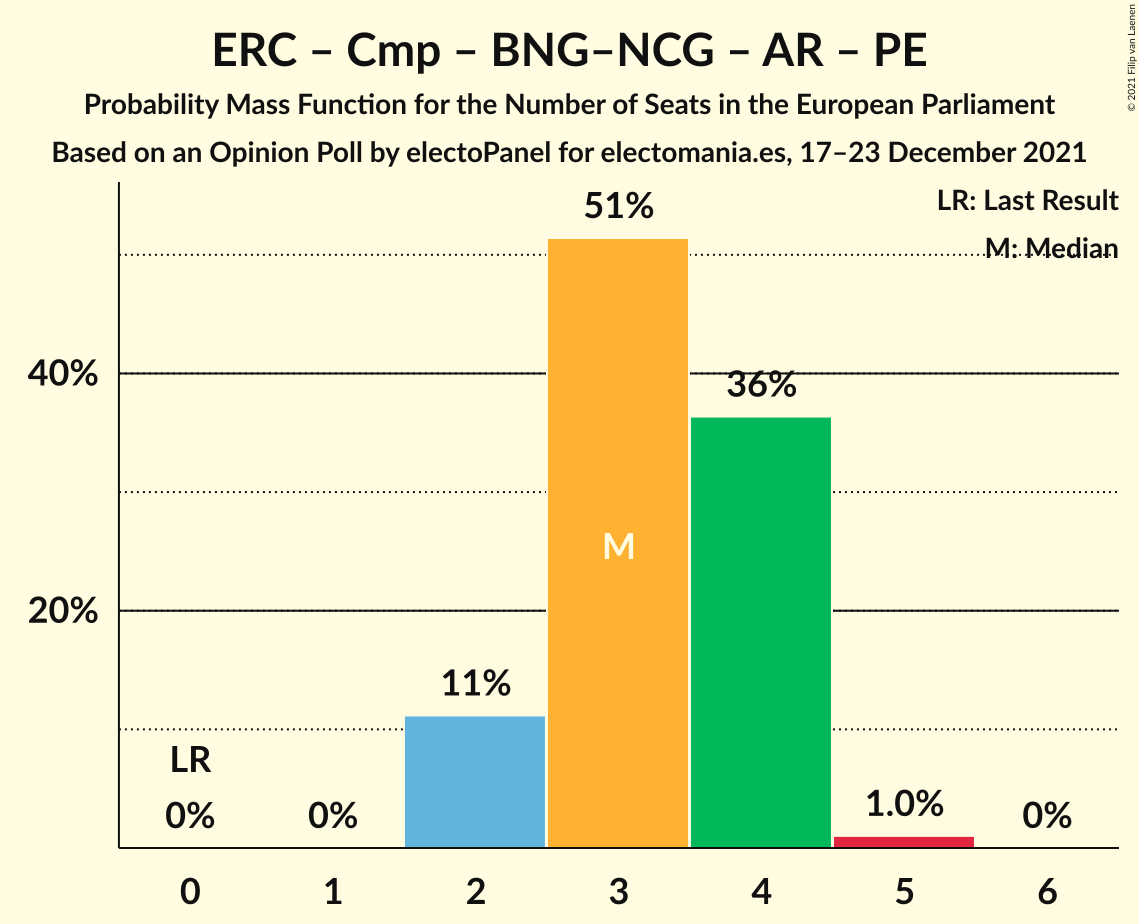 ERC – Cmp – BNG–NCG – AR – PE
Probability Mass Function for the Number of Seats in the European Parliament
Based on an Opinion Poll by electoPanel for electomania.es, 17–23 December 2021
© 2021 Filip van Laenen
LR: Last Result
M: Median
51%
40%
36%
M
20%
11%
LR
0%
0%
1.0%
0%
0
1
2
3
4
5
6